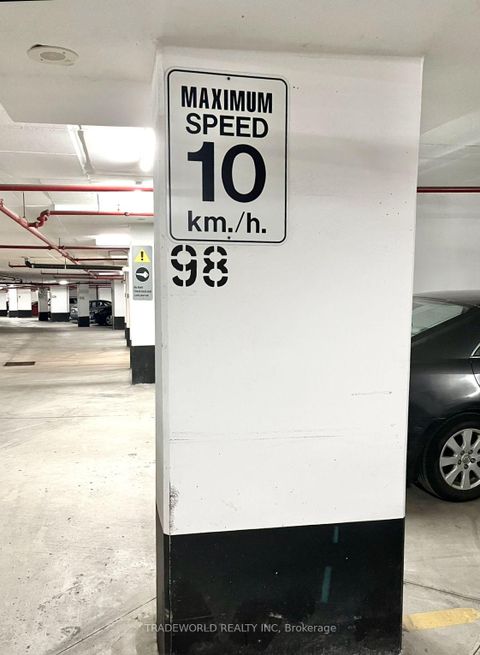 MAXIMUM
SPEED
10
km./h.
98
TRADEWORLD REALTY INC, Brokerage